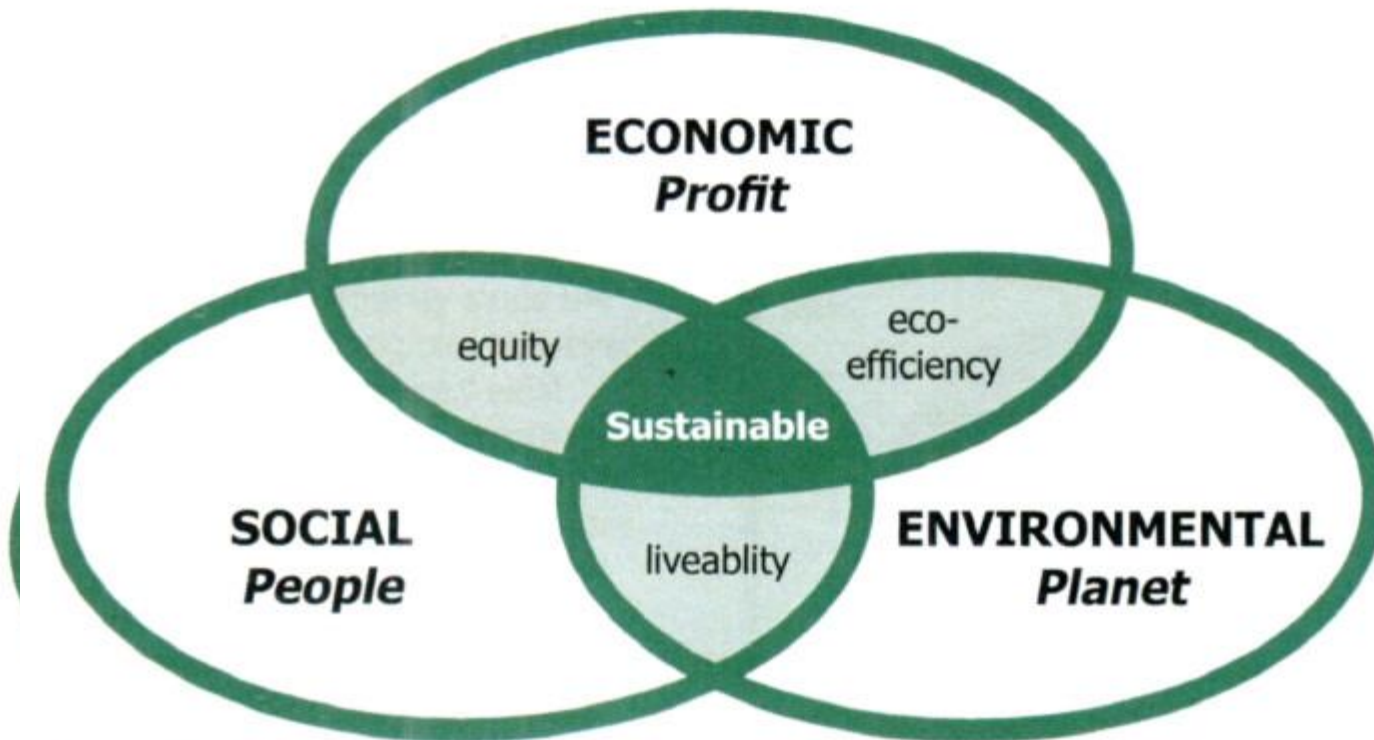 ECONOMIC
Profit
equity
eco-
efficiency
Sustainable
SOCIAL
People
liveablity
ENVIRONMENTAL
Planet